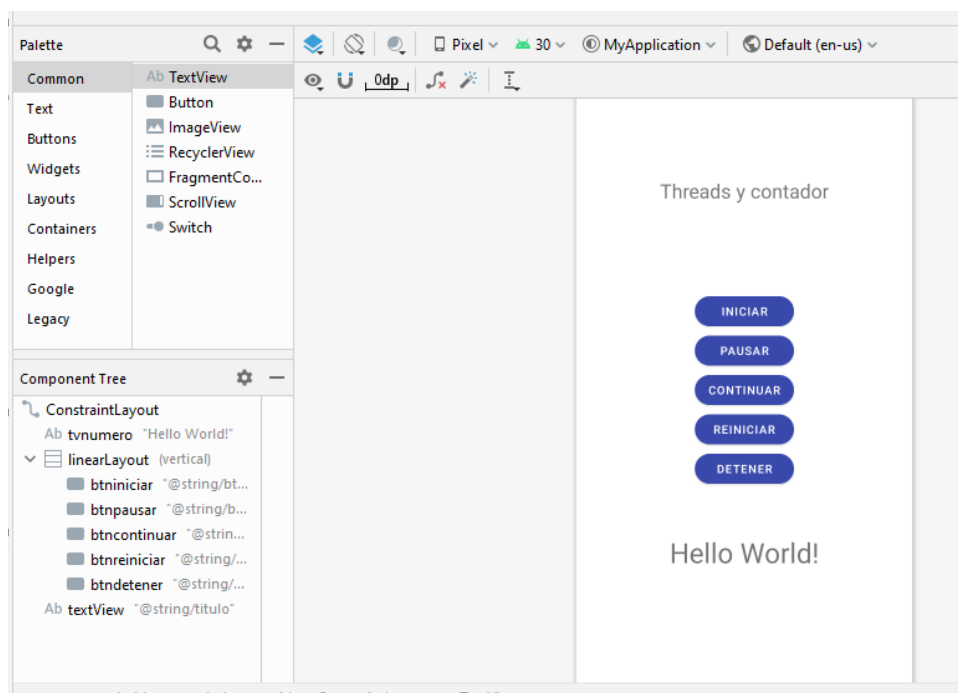 Palette
Pixel
30
MyApplication
Default (en-us)
Common
Text
Buttons
Widgets
Layouts
Containers
Helpers
Google
Legacy
Ab TextView
Button
ImageView
RecyclerView
FragmentCo...
ScrollView
Switch
0dp
Component Tree
ConstraintLayout
Ab tvnumero "Hello World!"
linearLayout (vertical)
btniniciar "@string/bt...
btnpausar "@string/b...
btncontinuar "@strin...
btnreiniciar "@string/...
btndetener "@string/...
Ab textView "@string/titulo"
Threads y contador
INICIAR
PAUSAR
CONTINUAR
REINICIAR
DETENER
Hello World!